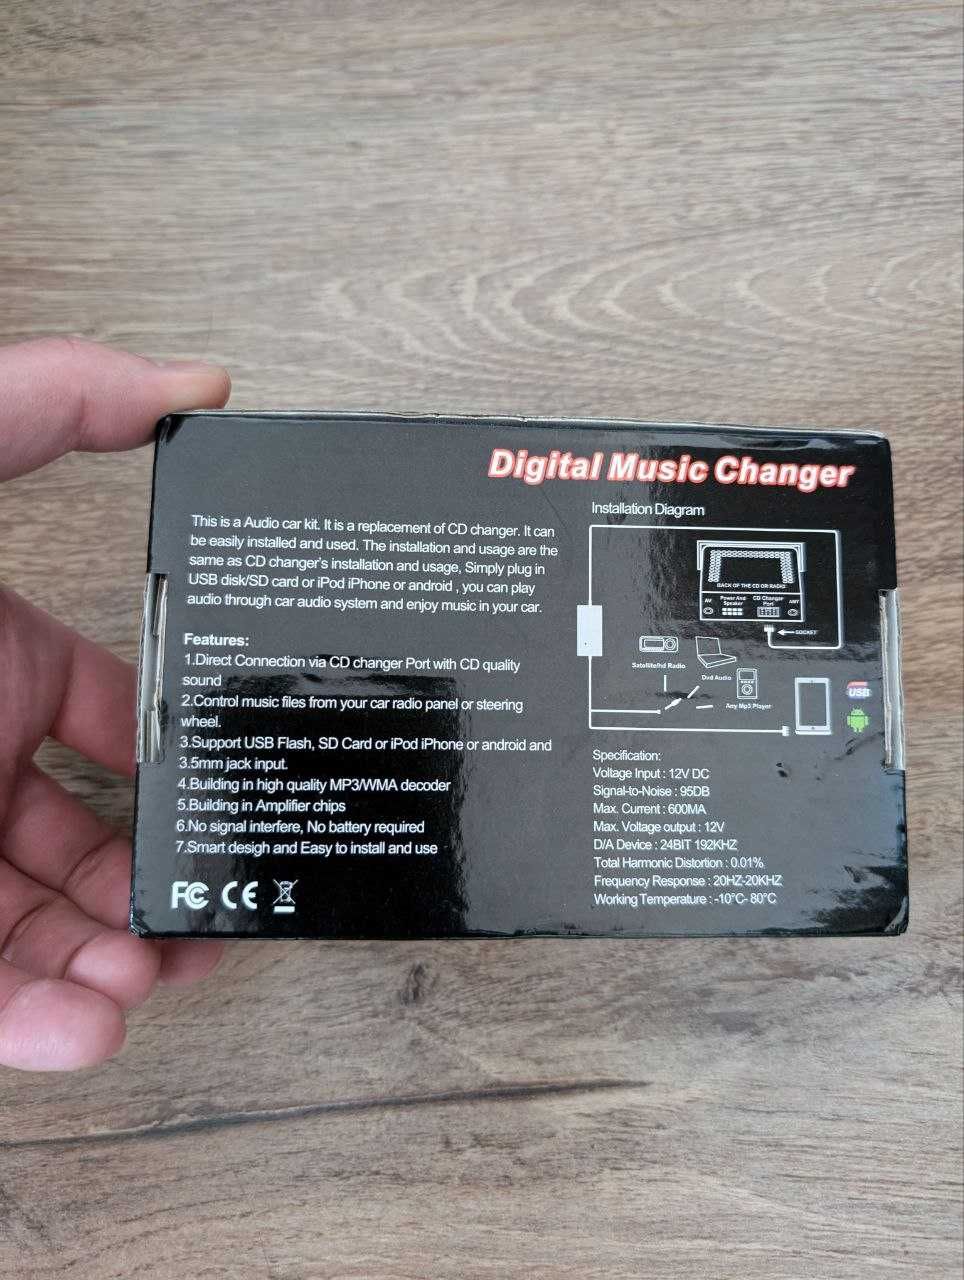 Digital Music Changer
This is a Audio car kit. It is a replacement of CD changer. It can
be easily installed and used. The installation and usage are the
same as CD changer's installation and usage, Simply plug in
USB disk/SD card or iPod iPhone or android , you can play
audio through car audio system and enjoy music in your car.
Features:
1.Direct Connection via CD changer Port with CD quality
sound
2.Control music files from your car radio panel or steering
wheel.
3.Support USB Flash, SD Card or iPod iPhone or android and
3.5mm jack input.
4.Building in high quality MP3/WMA decoder
5.Building in Amplifier chips
6.No signal interfere, No battery required
7.Smart desigh and Easy to install and use
FC CE
Installation Diagram
BACK OF THE CD OR RADIO
AV
Power And
Speaker
CD Changer
Port
ANT
SOCKET
Satellite/hd Radio
Dvd Audio
Any Mp3 Player
USB
Specification:
Voltage Input : 12V DC
Signal-to-Noise : 95DB
Max. Current : 600MA
Max. Voltage output : 12V
D/A Device : 24BIT 192KHZ
Total Harmonic Distortion : 0.01%
Frequency Response : 20HZ-20KHZ
Working Temperature : -10°C- 80°C